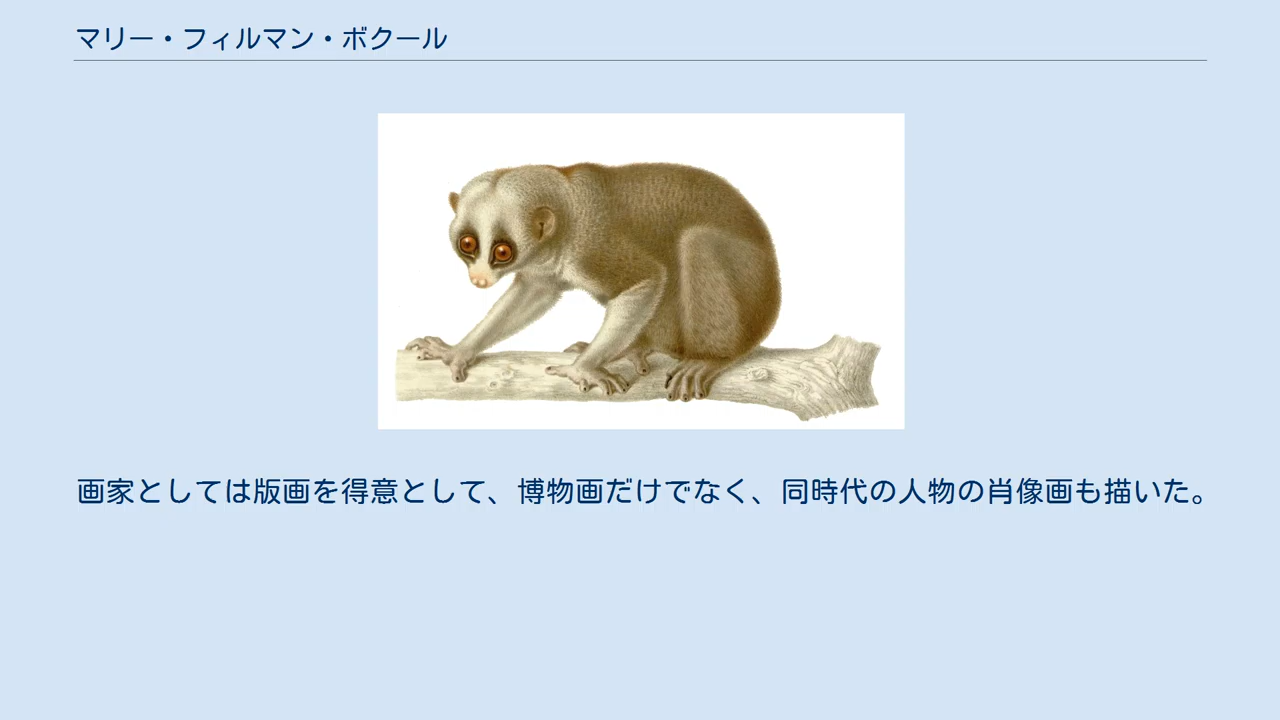 マリー・フィルマン・ボクール
画家としては版画を得意として、博物画だけでなく、同時代の人物の肖像画も描いた。